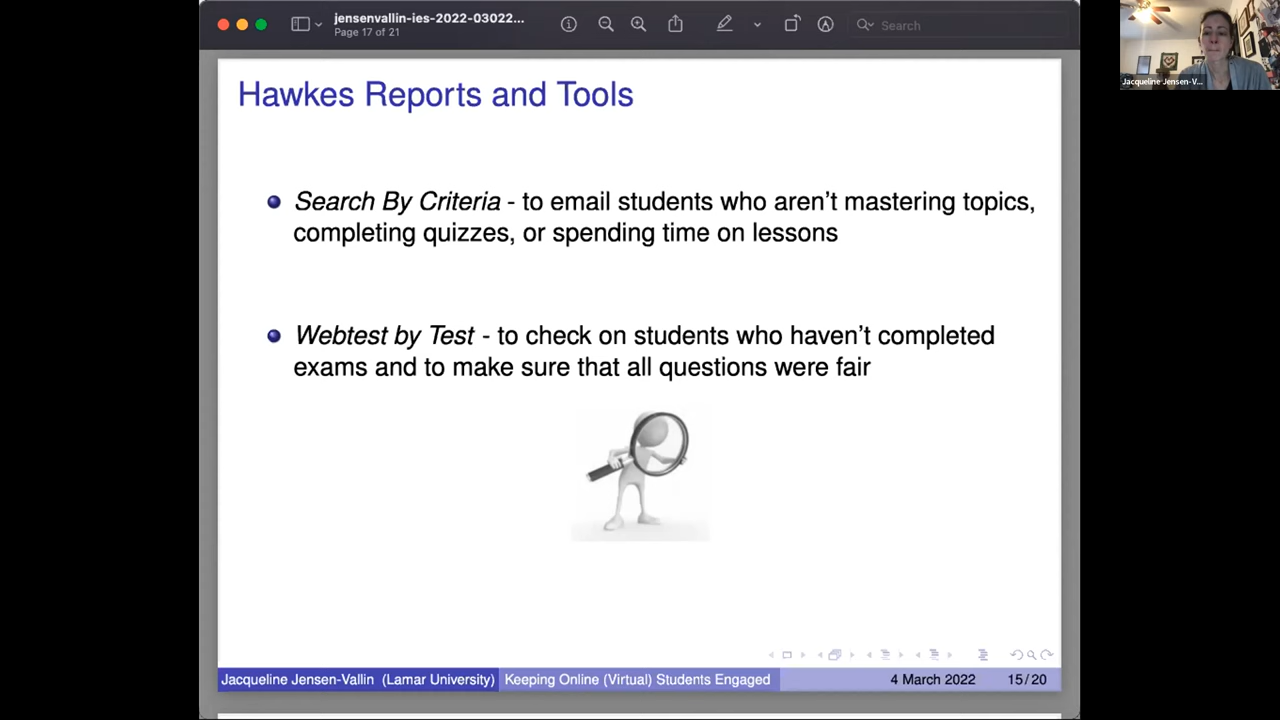 jensenvallin-ies-2022-03022...
Page 17 of 21
Search
Jacqueline Jensen-V...
Hawkes Reports and Tools
Search By Criteria - to email students who aren't mastering topics,
completing quizzes, or spending time on lessons
Webtest by Test - to check on students who haven't completed
exams and to make sure that all questions were fair
Jacqueline Jensen-Vallin (Lamar University)
Keeping Online (Virtual) Students Engaged
4 March 2022
15/20